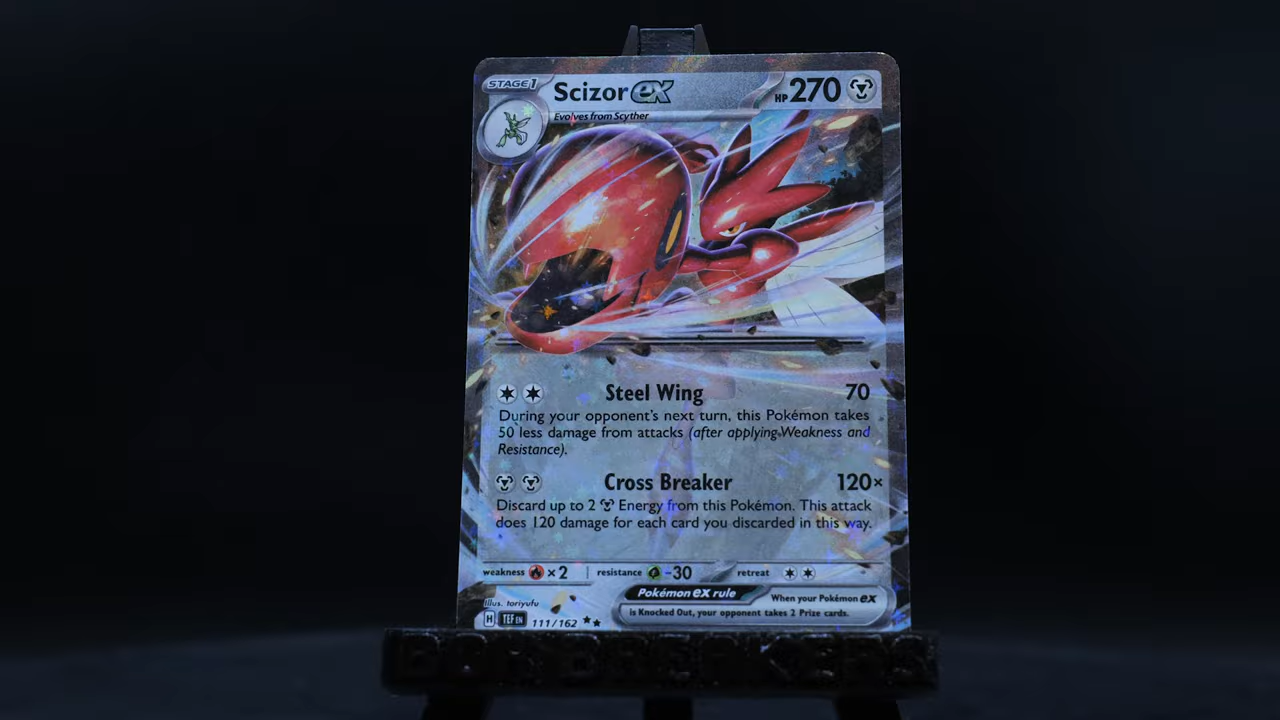 STAGE1
Scizor ex
HP 270
Evolves from Scyther
Steel Wing 70
During your opponent's next turn, this Pokémon takes
50 less damage from attacks (after applying Weakness and
Resistance).
Cross Breaker 120×
Discard up to 2 Energy from this Pokémon. This attack
does 120 damage for each card you discarded in this way.
weakness ×2 resistance -30 retreat
Pokémon ex rule When your Pokémon ex
is Knocked Out, your opponent takes 2 Prize cards.
Illus. toriyufu
H TEF EN 111/162
BOX BREAKERS